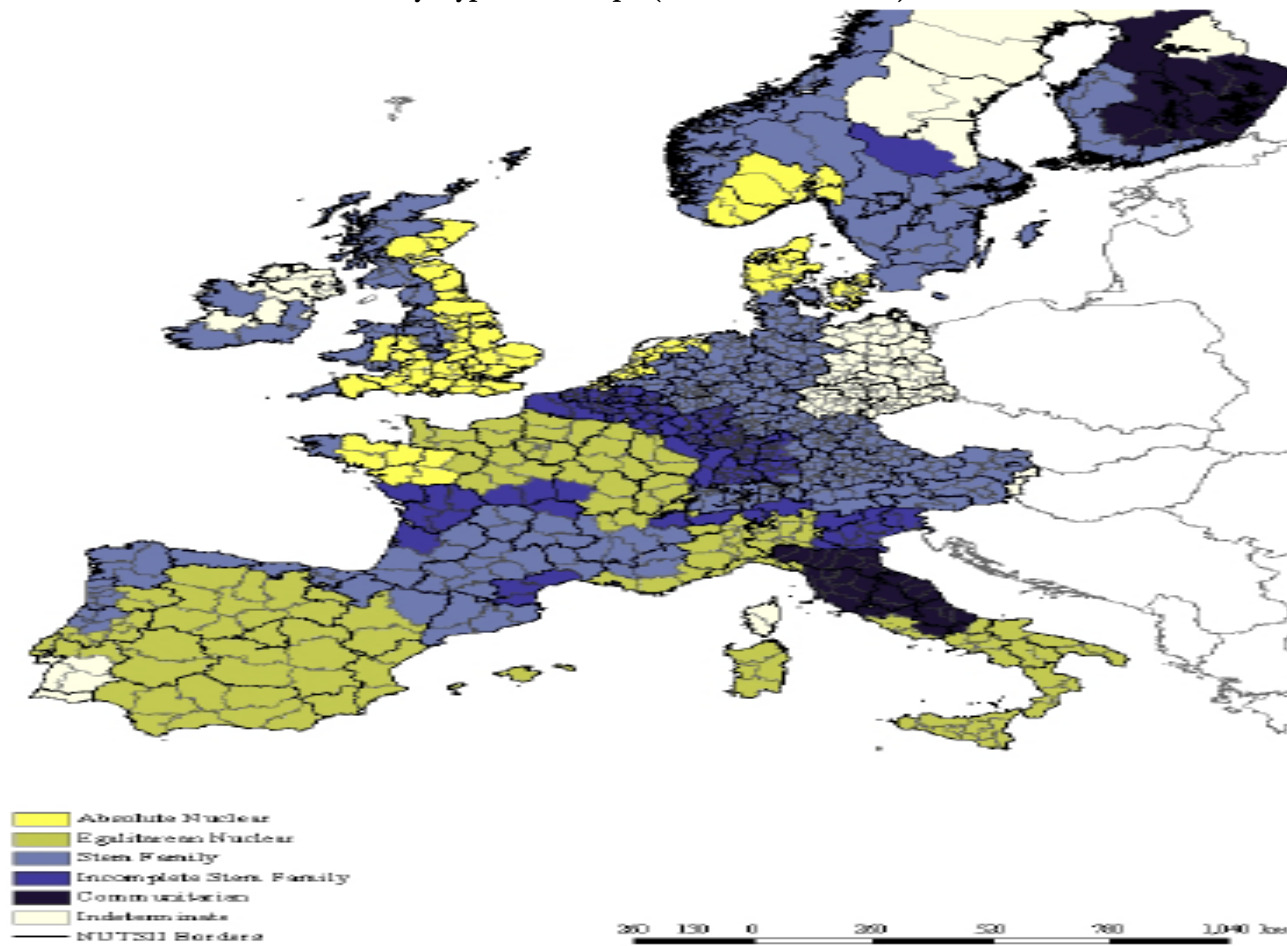 Absolute Nuclear
Egalitarean Nuclear
Stem Family
Incomplete Stem Family
Communitarian
Indeterminate
NUTSII Borders
260 130 0 260 520 780 1,040 km